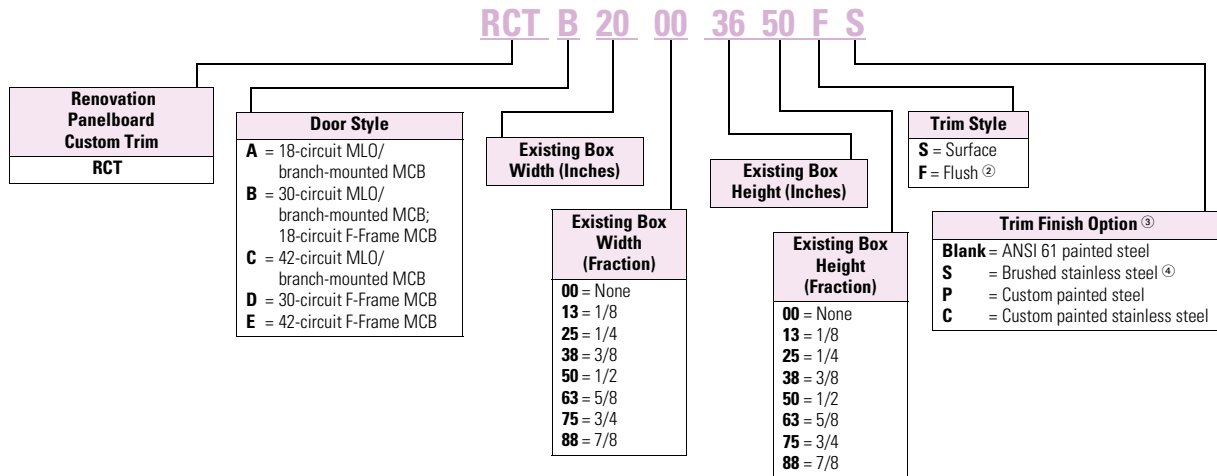 RCT B 20 00 36 50 F S
Renovation
Panelboard
Custom Trim
RCT
Door Style
A = 18-circuit MLO/
branch-mounted MCB
B = 30-circuit MLO/
branch-mounted MCB;
18-circuit F-Frame MCB
C = 42-circuit MLO/
branch-mounted MCB
D = 30-circuit F-Frame MCB
E = 42-circuit F-Frame MCB
Existing Box
Width (Inches)
Existing Box
Width
(Fraction)
00 = None
13 = 1/8
25 = 1/4
38 = 3/8
50 = 1/2
63 = 5/8
75 = 3/4
88 = 7/8
Existing Box
Height (Inches)
Existing Box
Height
(Fraction)
00 = None
13 = 1/8
25 = 1/4
38 = 3/8
50 = 1/2
63 = 5/8
75 = 3/4
88 = 7/8
Trim Style
S = Surface
F = Flush ②
Trim Finish Option ③
Blank = ANSI 61 painted steel
S = Brushed stainless steel ④
P = Custom painted steel
C = Custom painted stainless steel